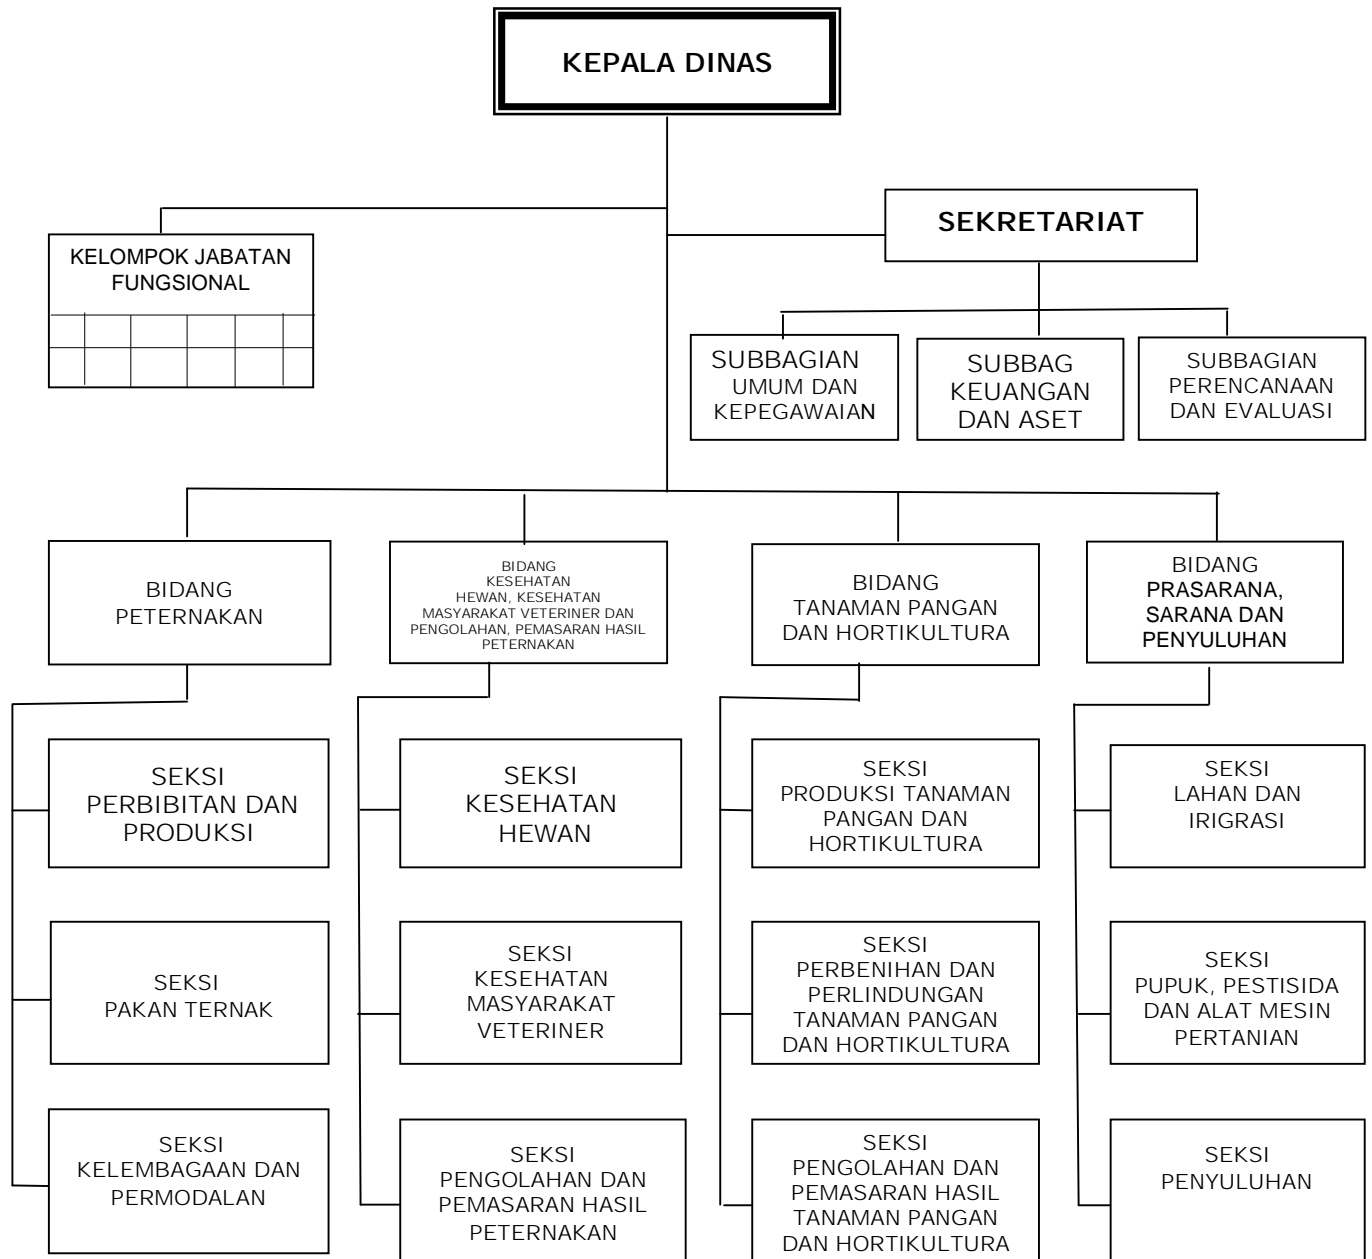 KEPALA DINAS
SEKRETARIAT
KELOMPOK JABATAN
FUNGSIONAL
SUBBAGIAN
UMUM DAN
KEPEGAWAIAN
SUBBAG
KEUANGAN
DAN ASET
SUBBAGIAN
PERENCANAAN
DAN EVALUASI
BIDANG
PETERNAKAN
BIDANG
KESEHATAN
HEWAN, KESEHATAN
MASYARAKAT VETERINER DAN
PENGOLAHAN, PEMASARAN HASIL
PETERNAKAN
BIDANG
TANAMAN PANGAN
DAN HORTIKULTURA
BIDANG
PRASARANA,
SARANA DAN
PENYULUHAN
SEKSI
PERBIBITAN DAN
PRODUKSI
SEKSI
KESEHATAN
HEWAN
SEKSI
PRODUKSI TANAMAN
PANGAN DAN
HORTIKULTURA
SEKSI
LAHAN DAN
IRIGRASI
SEKSI
PAKAN TERNAK
SEKSI
KESEHATAN
MASYARAKAT
VETERINER
SEKSI
PERBENIHAN DAN
PERLINDUNGAN
TANAMAN PANGAN
DAN HORTIKULTURA
SEKSI
PUPUK, PESTISIDA
DAN ALAT MESIN
PERTANIAN
SEKSI
KELEMBAGAAN DAN
PERMODALAN
SEKSI
PENGOLAHAN DAN
PEMASARAN HASIL
PETERNAKAN
SEKSI
PENGOLAHAN DAN
PEMASARAN HASIL
TANAMAN PANGAN
DAN HORTIKULTURA
SEKSI
PENYULUHAN